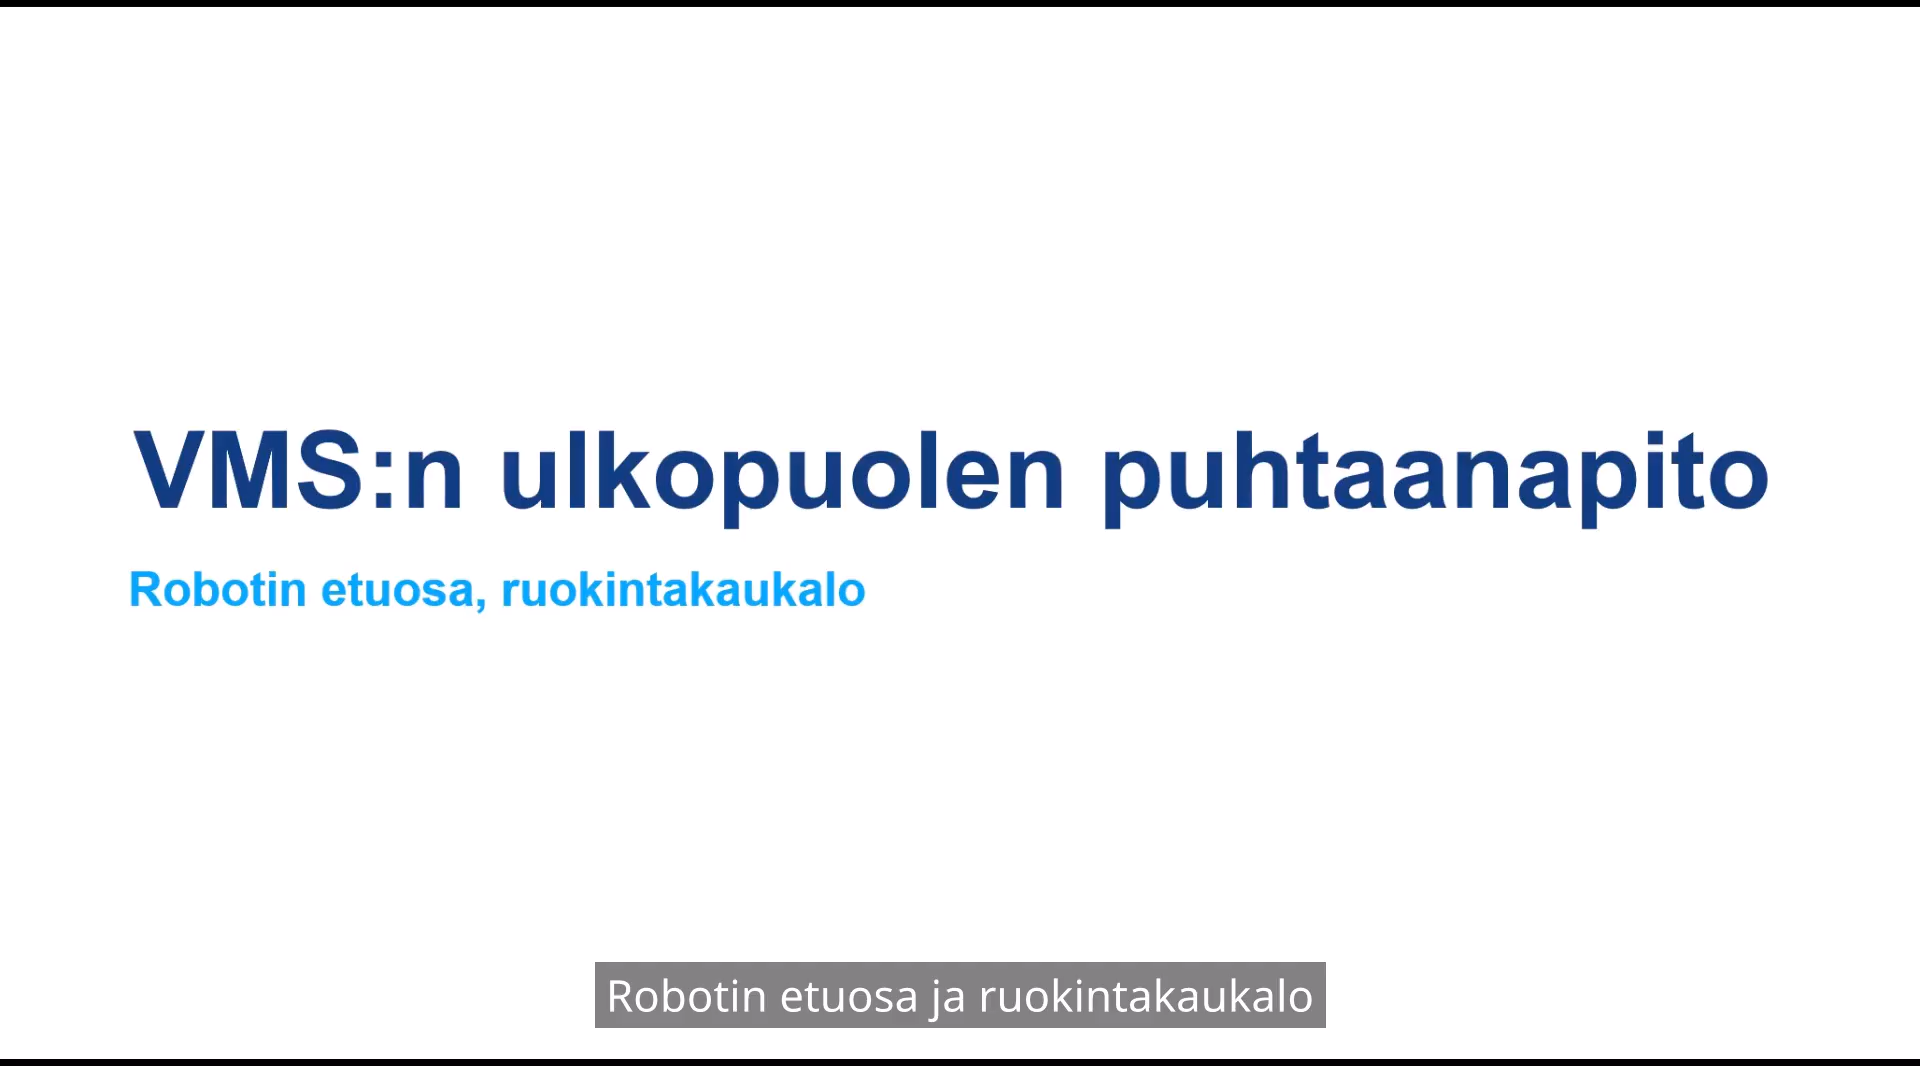 VMS:n ulkopuolen puhtaanapito
Robotin etuosa, ruokintakaukalo
Robotin etuosa ja ruokintakaukalo